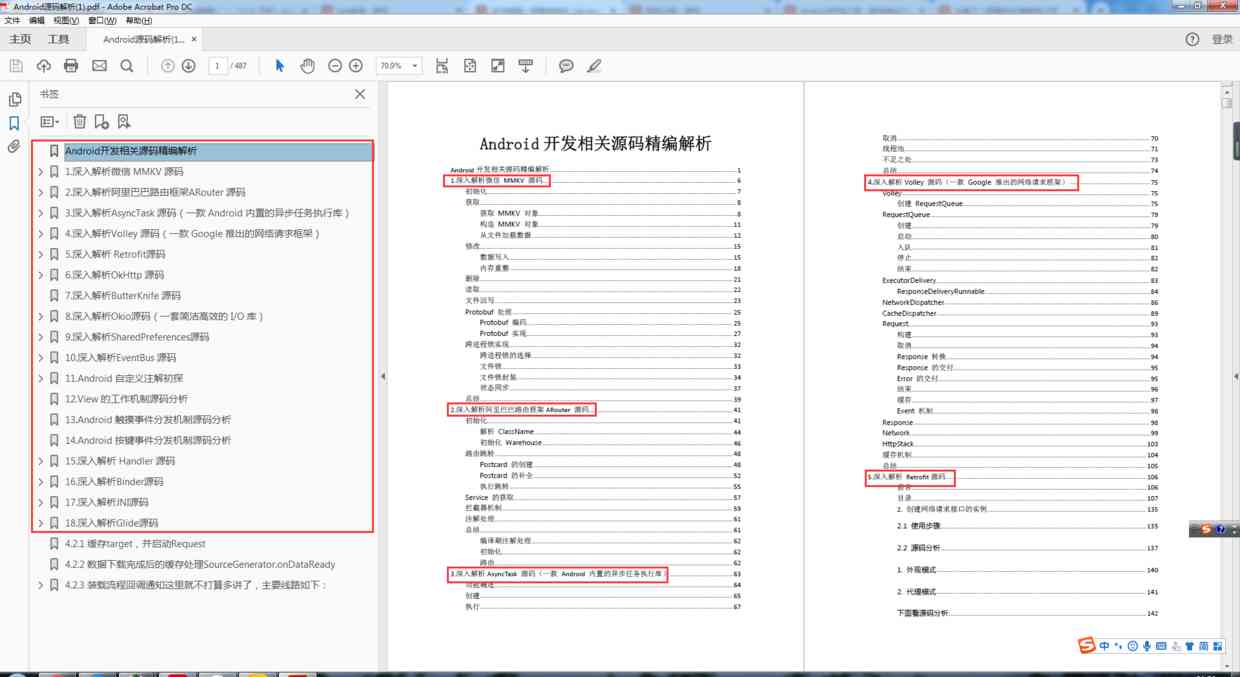 Android源码解析(1).pdf - Adobe Acrobat Pro DC
文件 编辑 视图(V) 窗口(W) 帮助(H)
主页 工具 Android源码解析(1... × 登录
1 / 487 70.9%
书签
Android开发相关源码精编解析
1.深入解析微信 MMKV 源码
2.深入解析阿里巴巴路由框架ARouter 源码
3.深入解析AsyncTask 源码（一款 Android 内置的异步任务执行库）
4.深入解析Volley 源码（一款 Google 推出的网络请求框架）
5.深入解析 Retrofit源码
6.深入解析OkHttp 源码
7.深入解析ButterKnife 源码
8.深入解析Okio源码（一套简洁高效的 I/O 库）
9.深入解析SharedPreferences源码
10.深入解析EventBus 源码
11.Android 自定义注解初探
12.View 的工作机制源码分析
13.Android 触摸事件分发机制源码分析
14.Android 按键事件分发机制源码分析
15.深入解析 Handler 源码
16.深入解析Binder源码
17.深入解析JNI源码
18.深入解析Glide源码
4.2.1 缓存target，并启动Request
4.2.2 数据下载完成后的缓存处理SourceGenerator.onDataReady
4.2.3 装载流程回调通知这里就不打算多讲了，主要线路如下：
Android 开发相关源码精编解析
Android 开发相关源码精编解析 1
1.深入解析微信 MMKV 源码 6
初始化 7
获取 8
获取 MMKV 对象 8
构造 MMKV 对象 11
从文件加载数据 12
修改 15
数据写入 15
内存重整 18
删除 21
读取 22
文件回写 23
Protobuf 处理 25
Protobuf 编码 25
Protobuf 实现 27
跨进程锁实现 32
跨进程锁的选择 32
文件锁 33
文件锁封装 34
状态同步 37
总结 39
2.深入解析阿里巴巴路由框架 ARouter 源码 41
初始化 41
解析 ClassName 44
初始化 Warehouse 46
路由跳转 48
Postcard 的创建 48
Postcard 的补全 52
执行跳转 55
Service 的获取 57
拦截器机制 59
注解处理 61
总结 61
编译期注解处理 62
初始化 62
路由 62
3.深入解析 AsyncTask 源码（一款 Android 内置的异步任务执行库） 63
功能概述 64
创建 65
执行 67
取消 70
线程池 71
不足之处 73
总结 74
4.深入解析 Volley 源码（一款 Google 推出的网络请求框架） 75
Volley 75
创建 RequestQueue 75
RequestQueue 79
创建 79
启动 80
入队 81
停止 82
结束 82
ExecutorDelivery 83
ResponseDeliveryRunnable 84
NetworkDispatcher 86
CacheDispatcher 89
Request 93
构建 93
取消 94
Response 转换 94
Response 的交付 95
Error 的交付 95
结束 96
缓存 97
Event 机制 98
Response 98
Network 99
HttpStack 103
缓存机制 104
总结 105
5.深入解析 Retrofit 源码 106
前言 106
目录 107
2. 创建网络请求接口的实例 135
2.1 使用步骤 135
2.2 源码分析 137
1. 外观模式 140
2. 代理模式 141
下面看源码分析 142
中
简